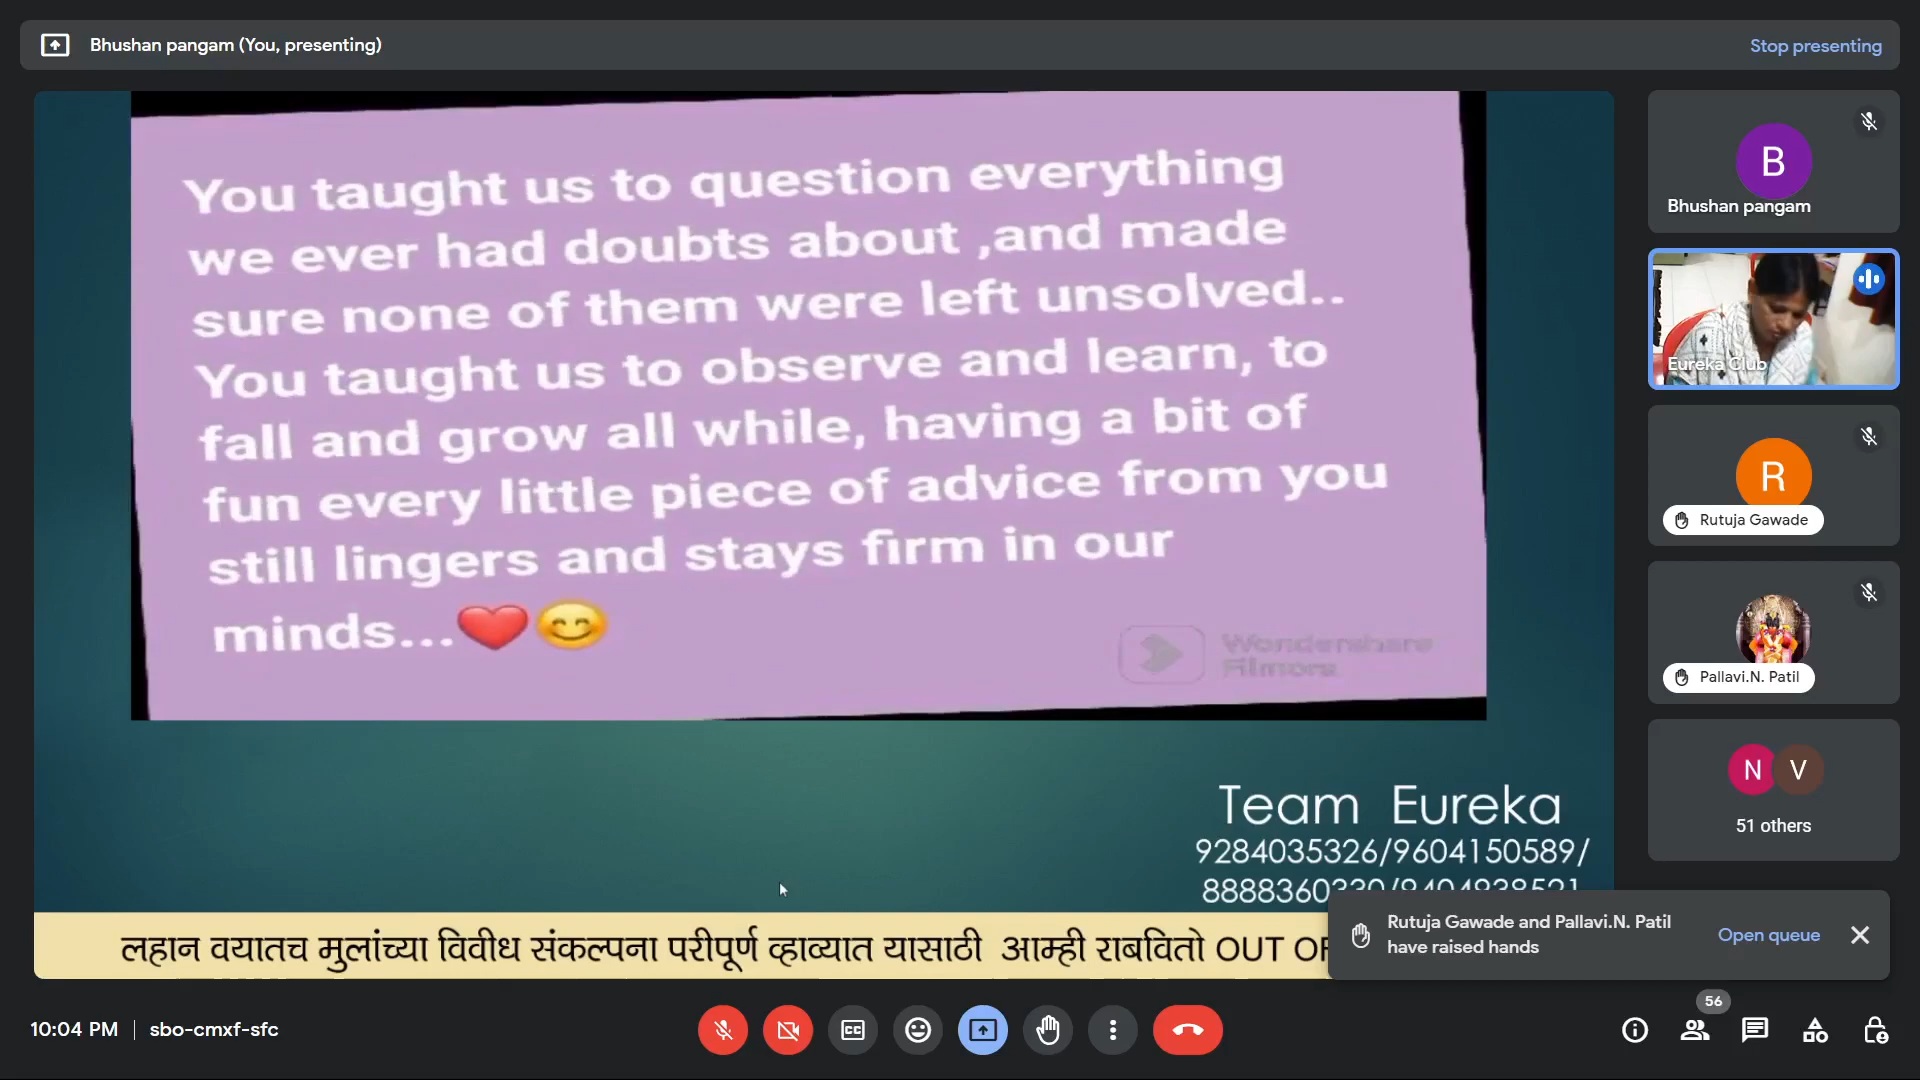 Bhushan pangam (You, presenting)
Stop presenting
You taught us to question everything
we ever had doubts about ,and made
sure none of them were left unsolved..
You taught us to observe and learn, to
fall and grow all while, having a bit of
fun every little piece of advice from you
still lingers and stays firm in our
minds...❤️😊
Wondershare
Filmora
Team Eureka
9284035326/9604150589/
8888360330/9404938521
लहान वयातच मुलांच्या विवीध संकल्पना परीपूर्ण व्हाव्यात यासाठी आम्ही राबवितो OUT OF
B
Bhushan pangam
Eureka Club
R
Rutuja Gawade
Pallavi.N. Patil
N V
51 others
Rutuja Gawade and Pallavi.N. Patil
have raised hands
Open queue
10:04 PM | sbo-cmxf-sfc
CC
56